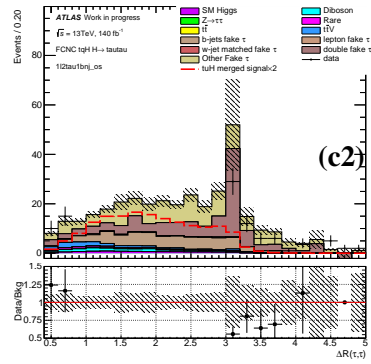 ATLAS Work in progress
√s = 13TeV, 140 fb⁻¹
FCNC tqH H→ tautau
1l2tau1bnj_os
SM Higgs
Z→ττ
tt̄
b-jets fake τ
w-jet matched fake τ
Other Fake τ
tuH merged signal×2
Diboson
Rare
tt̄V
lepton fake τ
double fake τ
data
Events / 0.20
80
60
40
20
0
(c2)
Data/Bkg
1.5
1.25
1
0.75
0.5
0.5 1 1.5 2 2.5 3 3.5 4 4.5 5
ΔR(τ,τ)